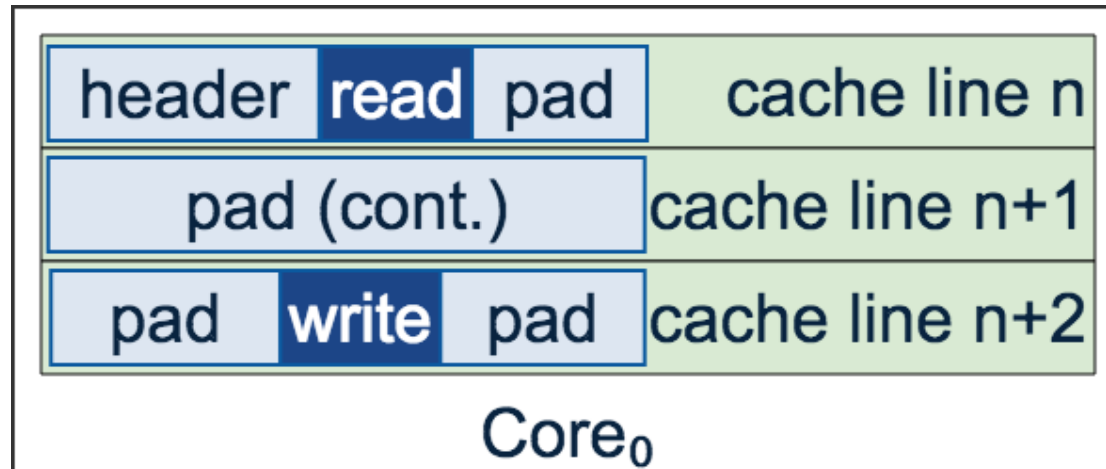 header read pad cache line n
pad (cont.) cache line n+1
pad write pad cache line n+2
Core₀